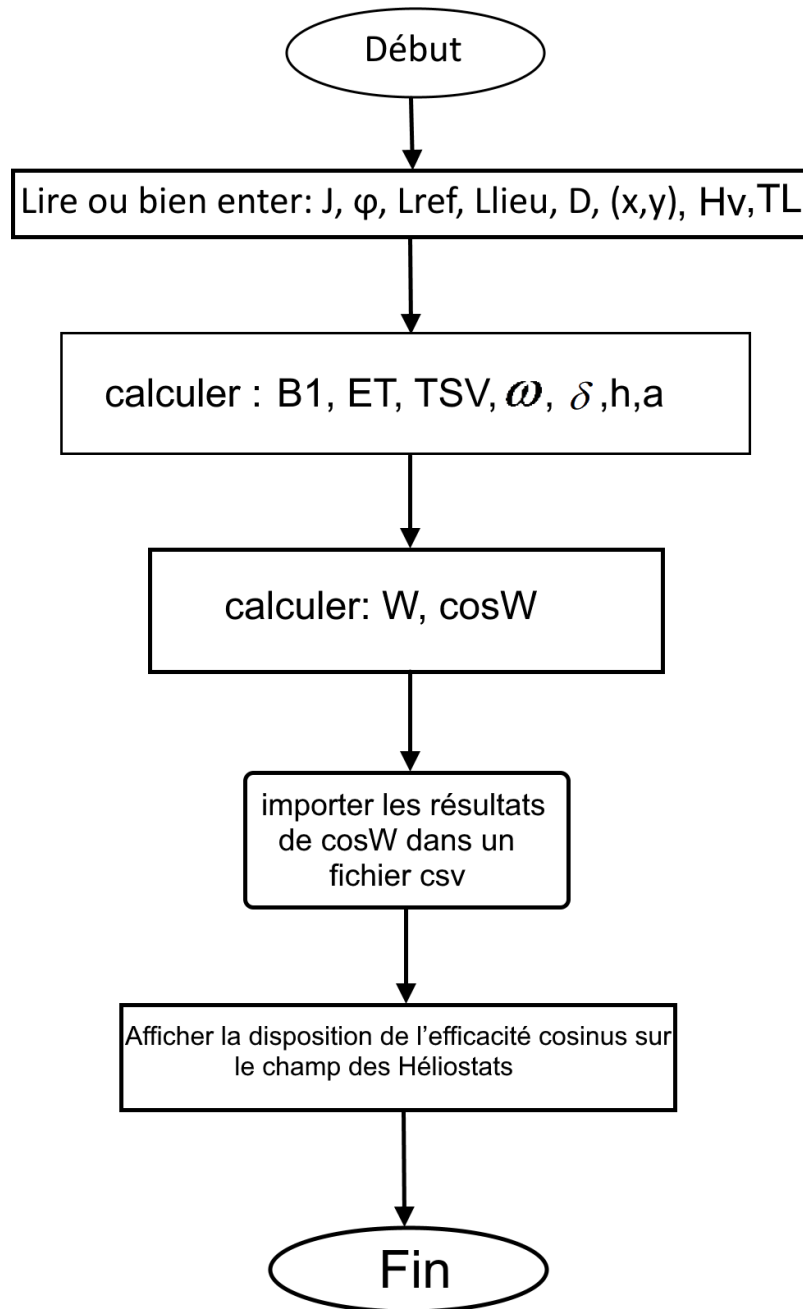 Début
Lire ou bien enter: J, φ, Lref, Llieu, D, (x,y), Hv,TL
calculer : B1, ET, TSV, ω, δ ,h,a
calculer: W, cosW
importer les résultats
de cosW dans un
fichier csv
Afficher la disposition de l’efficacité cosinus sur
le champ des Héliostats
Fin